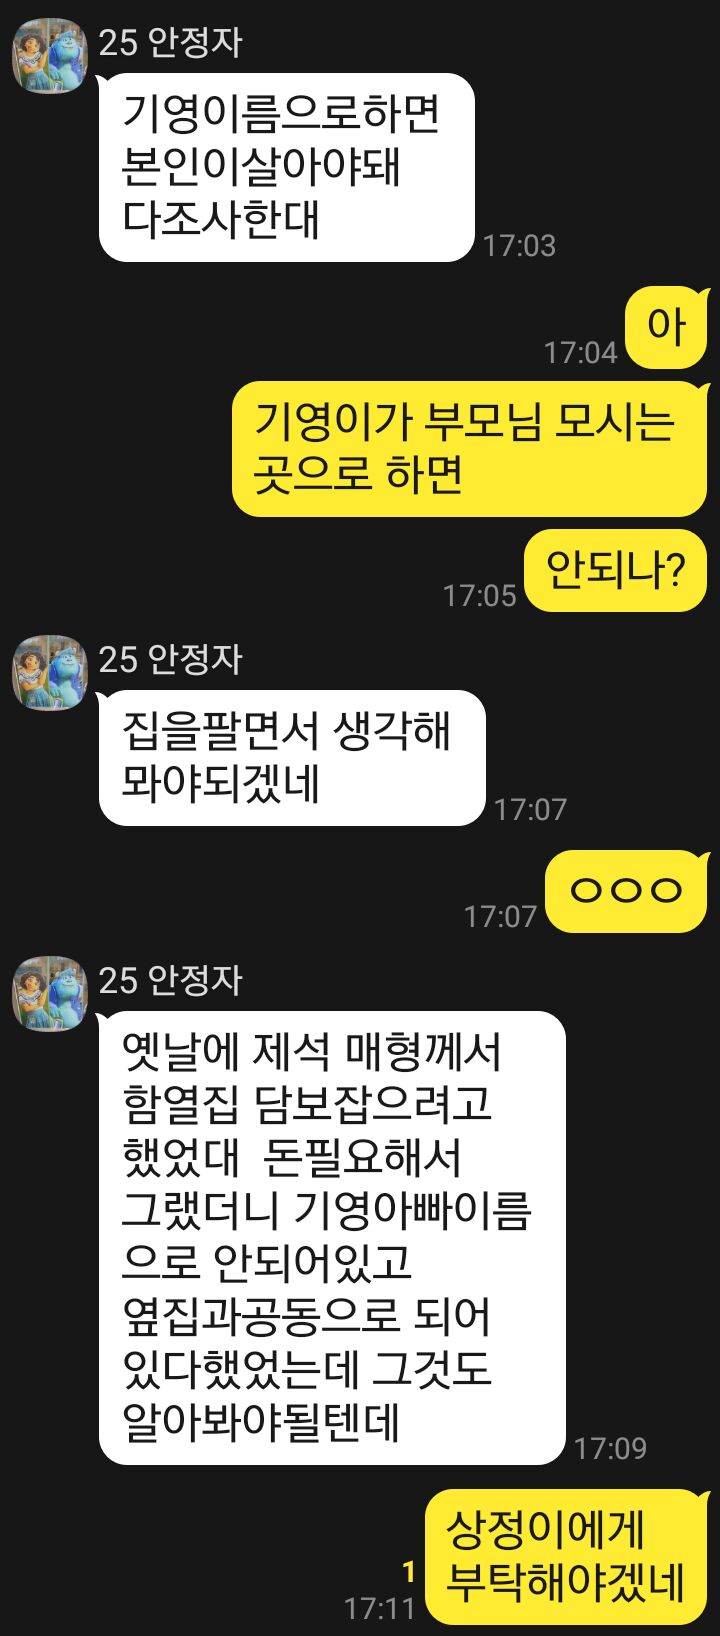 25 안정자
기영이름으로하면
본인이살아야돼
다조사한대
17:03
아
17:04
기영이가 부모님 모시는
곳으로 하면
안되나?
17:05
25 안정자
집을팔면서 생각해
뫄야되겠네
17:07
ㅇㅇㅇ
17:07
25 안정자
옛날에 제석 매형께서
함열집 담보잡으려고
했었대  돈필요해서
그랬더니 기영아빠이름
으로 안되어있고
옆집과공동으로 되어
있다했었는데 그것도
알아봐야될텐데
17:09
상정이에게
부탁해야겠네
1
17:11